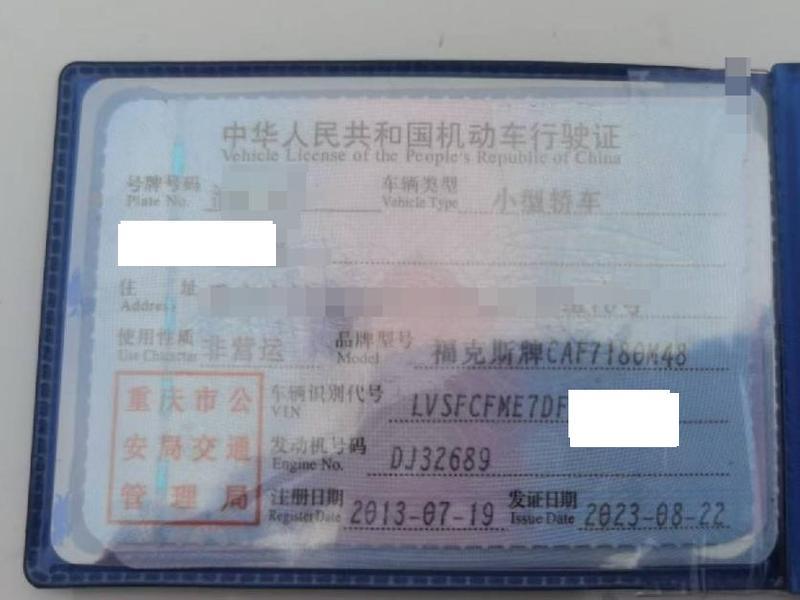 中华人民共和国机动车行驶证
Vehicle License of the People's Republic of China
号牌号码
Plate No.
车辆类型 小型轿车
Vehicle Type
住 址
Address
使用性质 非营运
Use Character
品牌型号 福克斯牌CAF7180M48
Model
重庆市公
安局交通
管理局
车辆识别代号 LVSFCFME7DF
VIN
发动机号码 DJ32689
Engine No.
注册日期 2013-07-19
Register Date
发证日期 2023-08-22
Issue Date